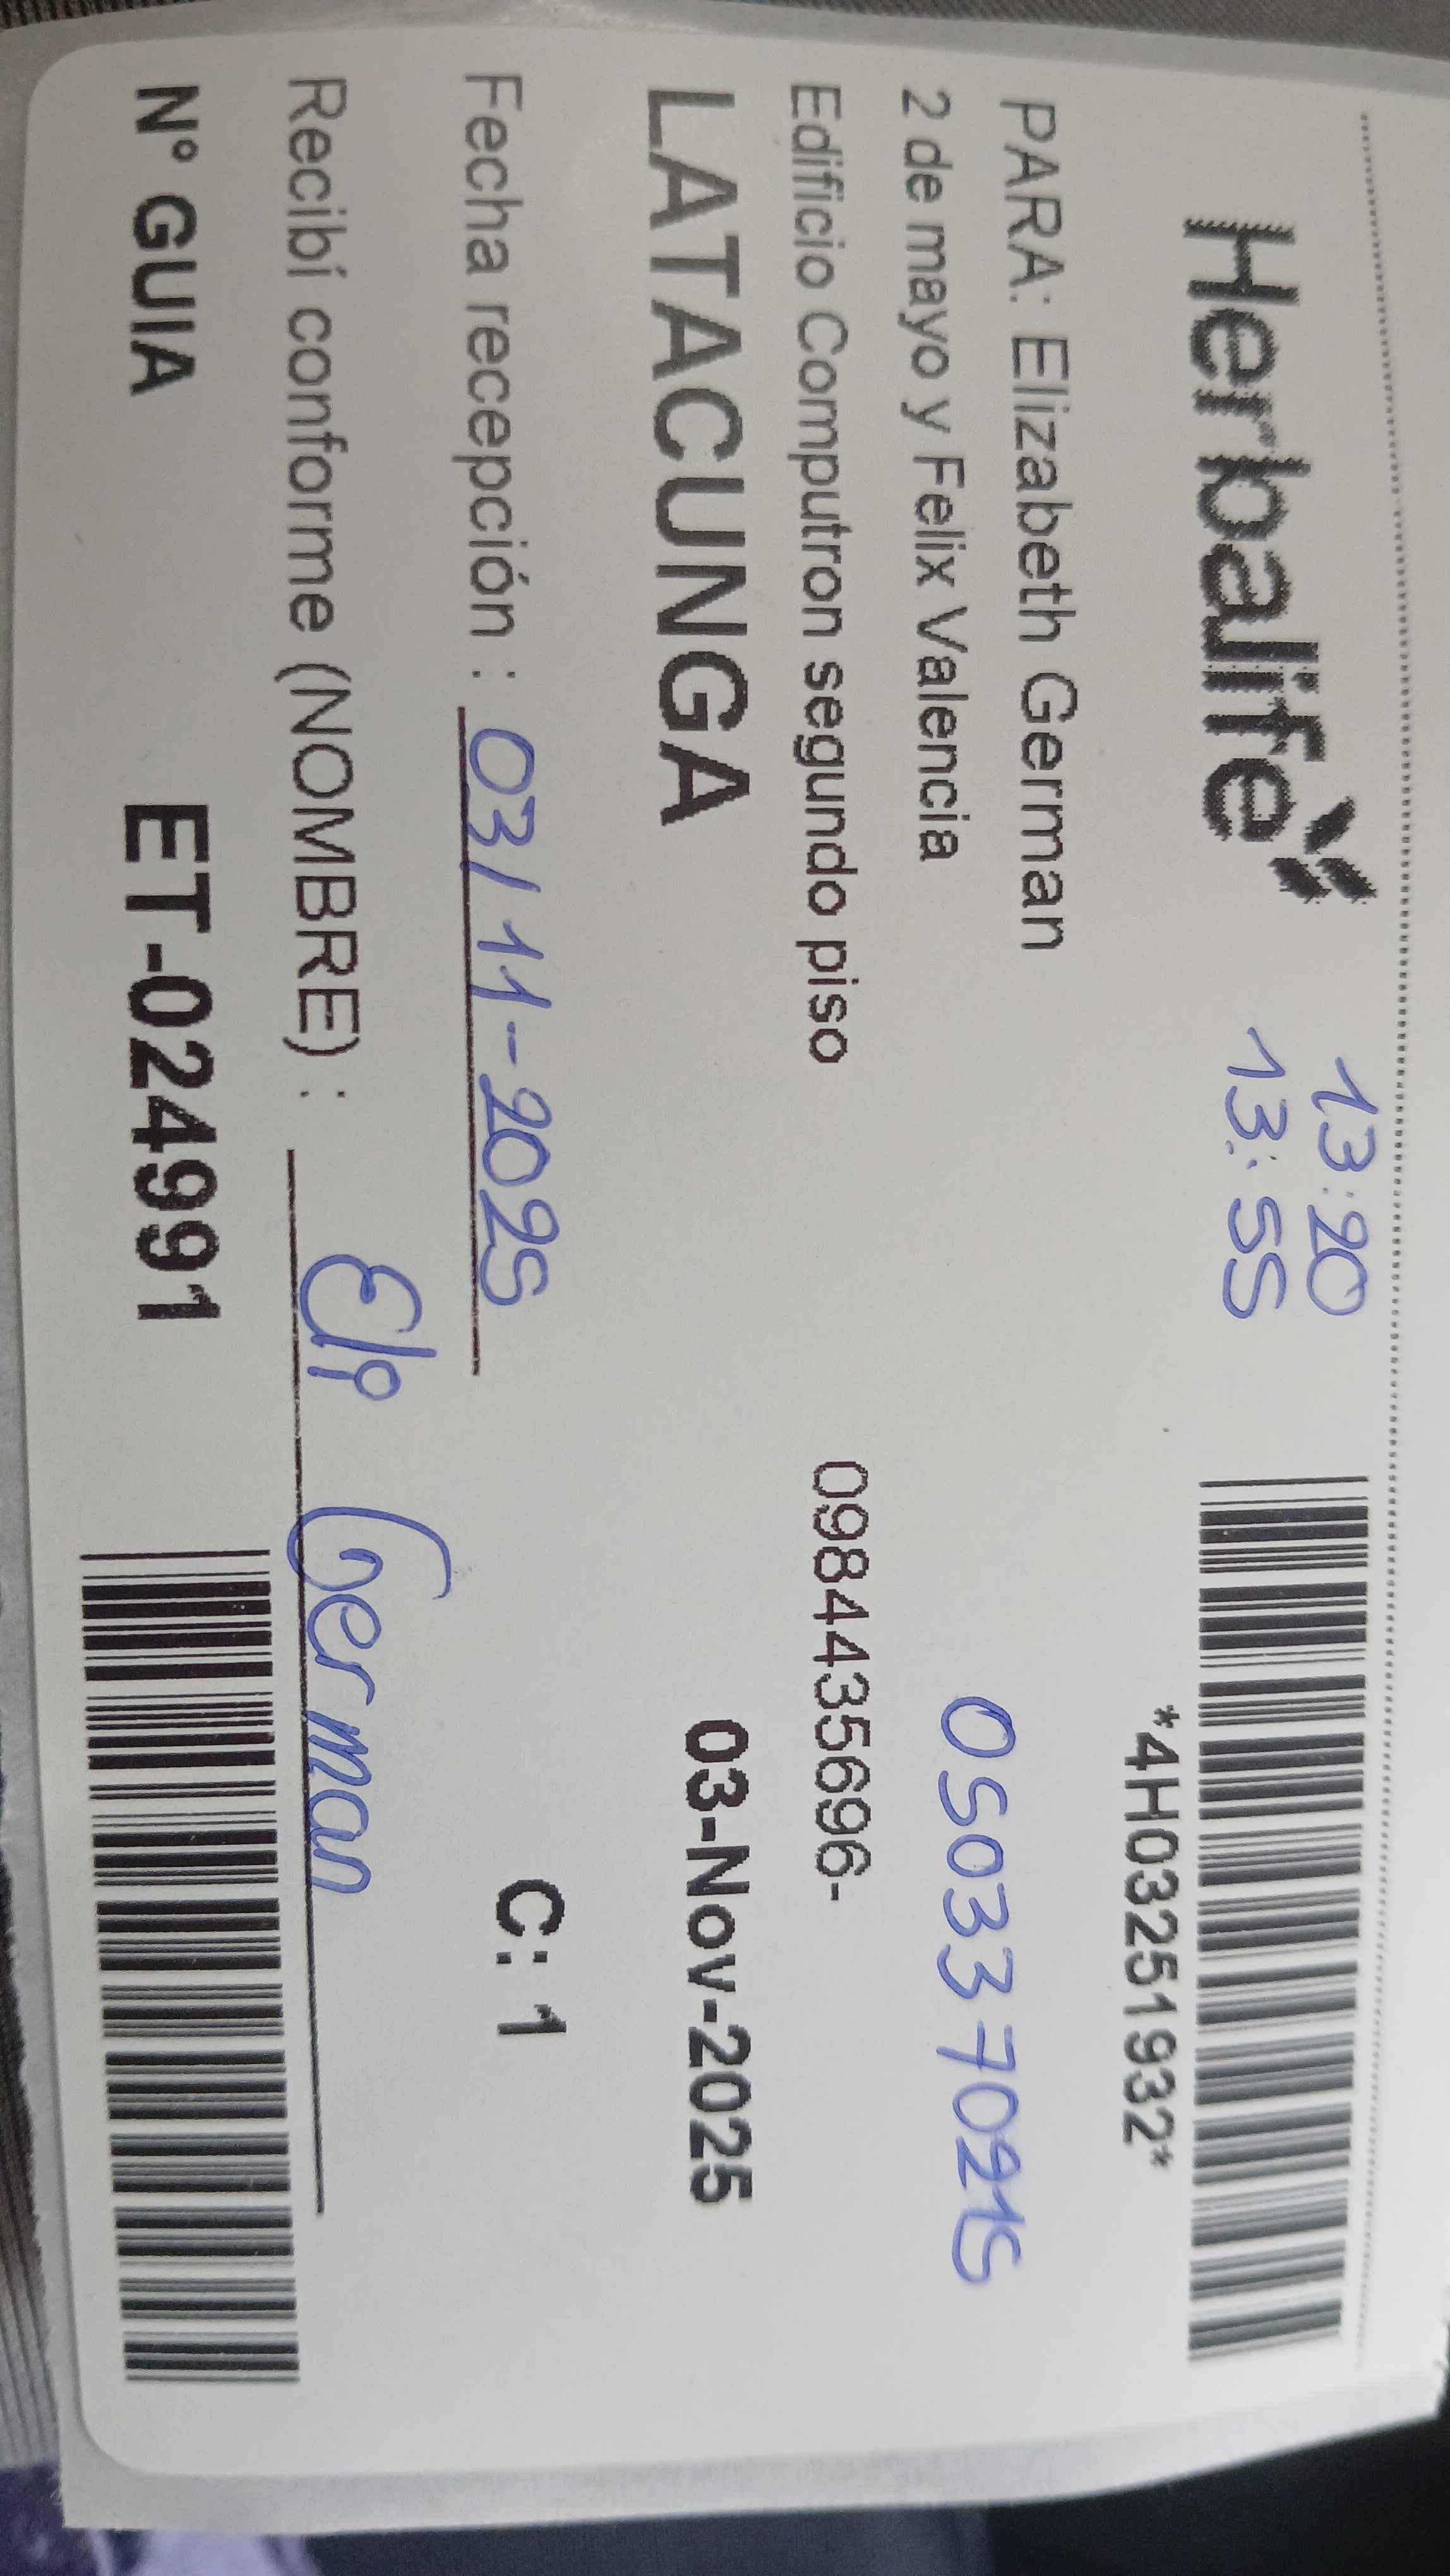 Herbalife
13:20
13:55
*4H03251932*
PARA: Elizabeth German
2 de mayo y Felix Valencia
0503370215
Edificio Computron segundo piso
0984435696-
LATACUNGA
03-Nov-2025
Fecha recepción : 03/11-2025
C: 1
Recibí conforme (NOMBRE) : Eli German
N° GUIA ET-024991